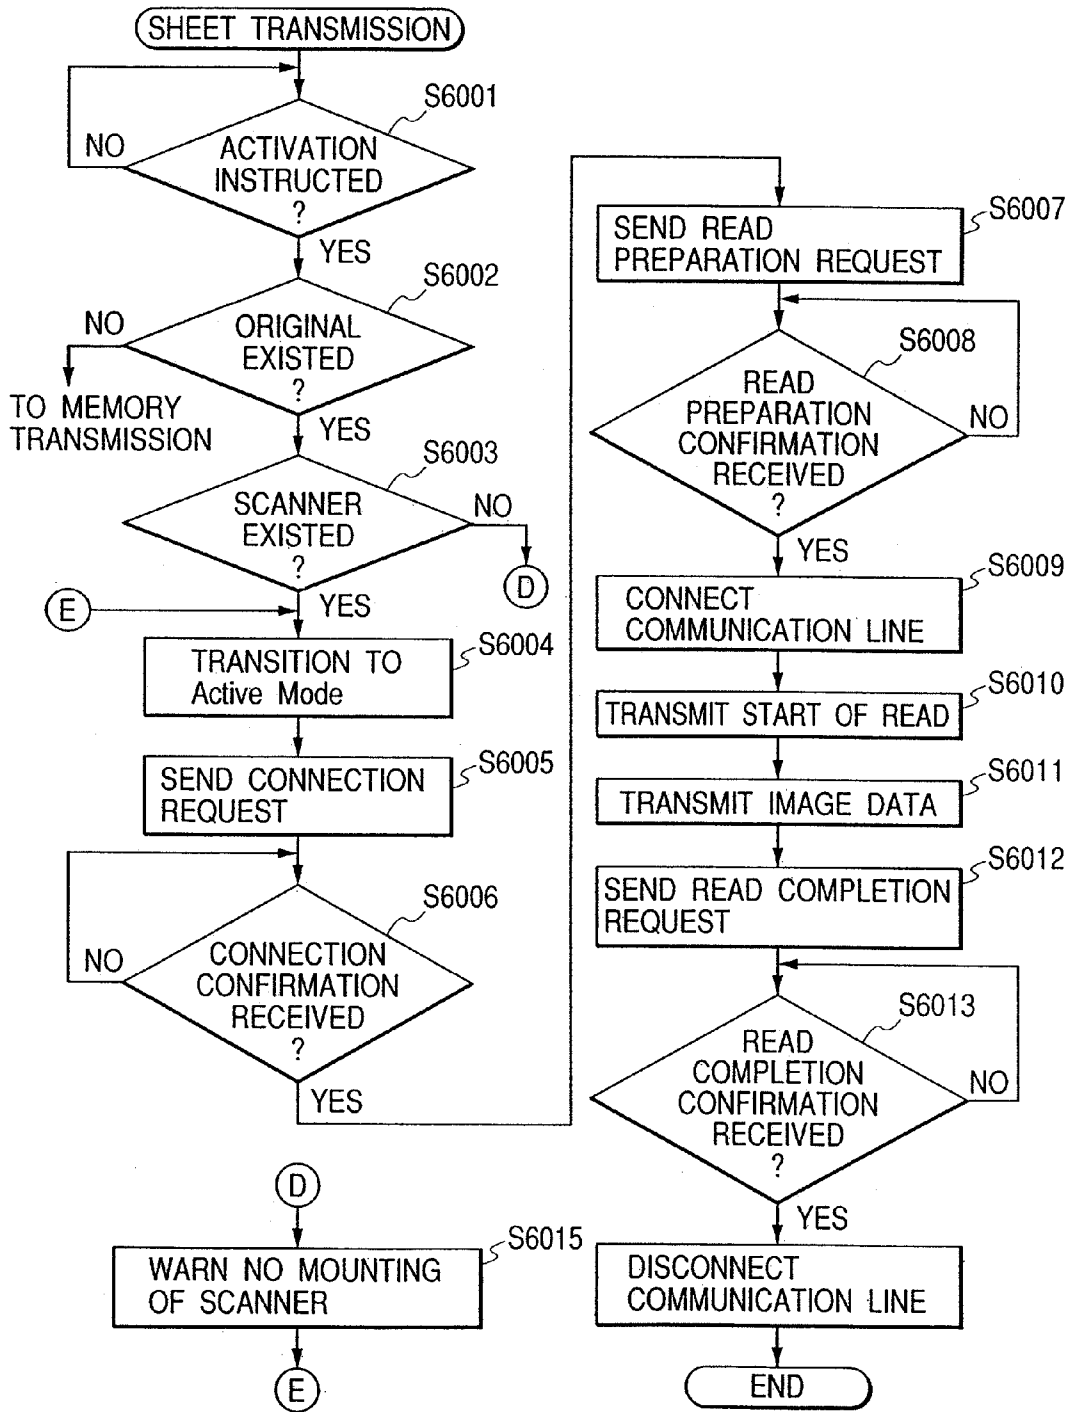 SHEET TRANSMISSION
S6001
NO
ACTIVATION
INSTRUCTED
?
YES
S6002
NO
ORIGINAL
EXISTED
?
TO MEMORY
TRANSMISSION
YES
S6003
SCANNER
EXISTED
?
NO
D
E
YES
S6004
TRANSITION TO
Active Mode
S6005
SEND CONNECTION
REQUEST
S6006
NO
CONNECTION
CONFIRMATION
RECEIVED
?
YES
D
S6015
WARN NO MOUNTING
OF SCANNER
E
S6007
SEND READ
PREPARATION REQUEST
S6008
READ
PREPARATION
CONFIRMATION
RECEIVED
?
NO
YES
S6009
CONNECT
COMMUNICATION LINE
S6010
TRANSMIT START OF READ
S6011
TRANSMIT IMAGE DATA
S6012
SEND READ COMPLETION
REQUEST
S6013
READ
COMPLETION
CONFIRMATION
RECEIVED
?
NO
YES
DISCONNECT
COMMUNICATION LINE
END